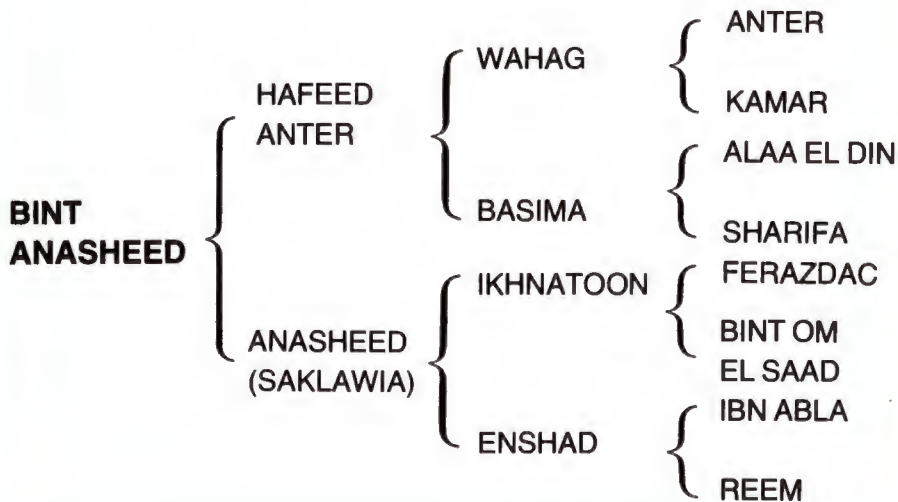 ANTER
WAHAG
KAMAR
HAFEED
ANTER
ALAA EL DIN
BASIMA
SHARIFA
BINT
ANASHEED
IKHNATOON
FERAZDAC
BINT OM
EL SAAD
ANASHEED
(SAKLAWIA)
IBN ABLA
ENSHAD
REEM